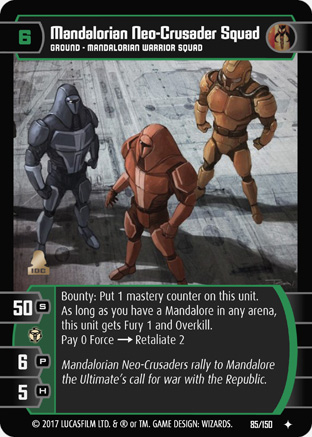 6
Mandalorian Neo-Crusader Squad
GROUND - MANDALORIAN WARRIOR SQUAD
IDC
50 S
6 P
5 H
Bounty: Put 1 mastery counter on this unit.
As long as you have a Mandalore in any arena,
this unit gets Fury 1 and Overkill.
Pay 0 Force → Retaliate 2
Mandalorian Neo-Crusaders rally to Mandalore
the Ultimate's call for war with the Republic.
© 2017 LUCASFILM LTD. & ® or TM. GAME DESIGN: WIZARDS.
85/150